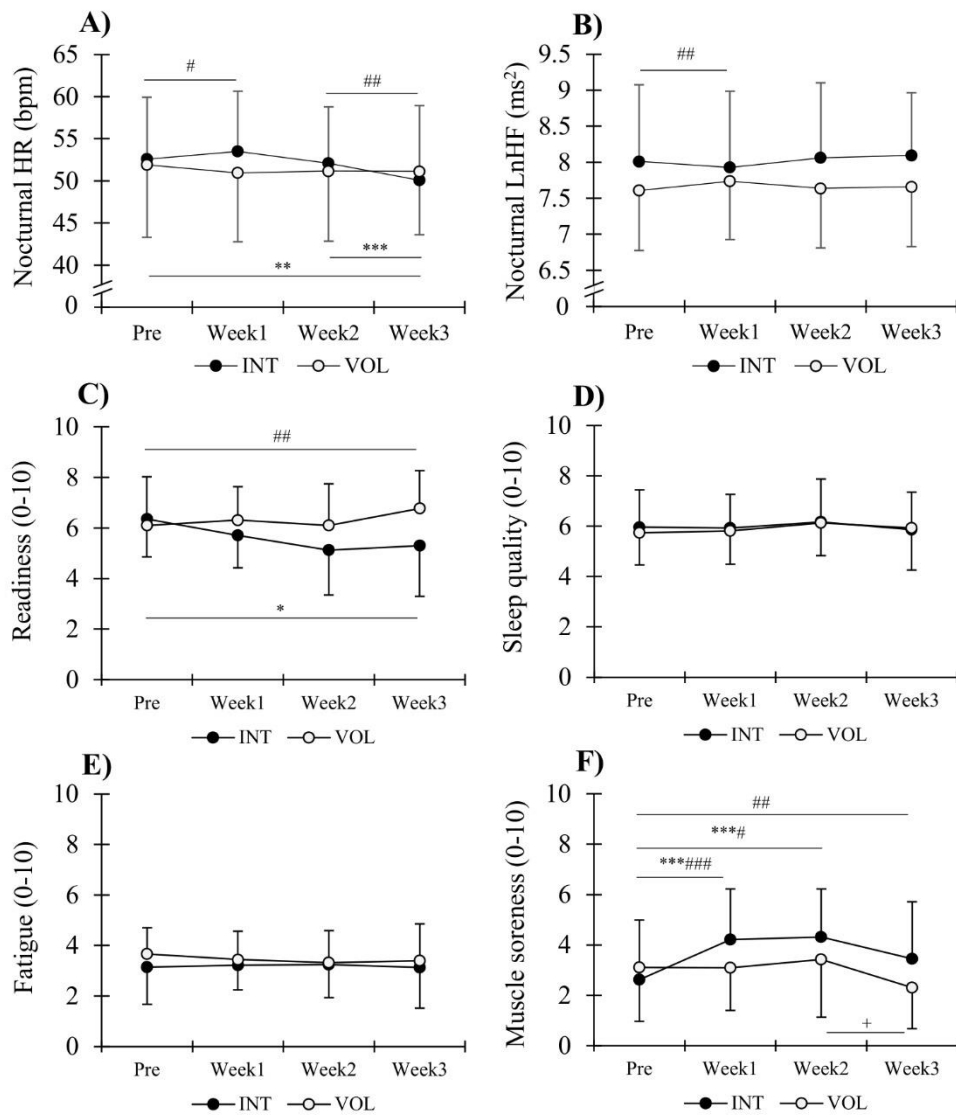 A)
Nocturnal HR (bpm)
65
60
55
50
45
40
0
#
##
***
**
Pre Week1 Week2 Week3
INT VOL
B)
Nocturnal LnHF (ms²)
9.5
9
8.5
8
7.5
7
6.5
0
##
Pre Week1 Week2 Week3
INT VOL
C)
Readiness (0-10)
10
8
6
4
2
0
##
*
Pre Week1 Week2 Week3
INT VOL
D)
Sleep quality (0-10)
10
8
6
4
2
0
Pre Week1 Week2 Week3
INT VOL
E)
Fatigue (0-10)
10
8
6
4
2
0
Pre Week1 Week2 Week3
INT VOL
F)
Muscle soreness (0-10)
10
8
6
4
2
0
##
***#
***###
+
Pre Week1 Week2 Week3
INT VOL